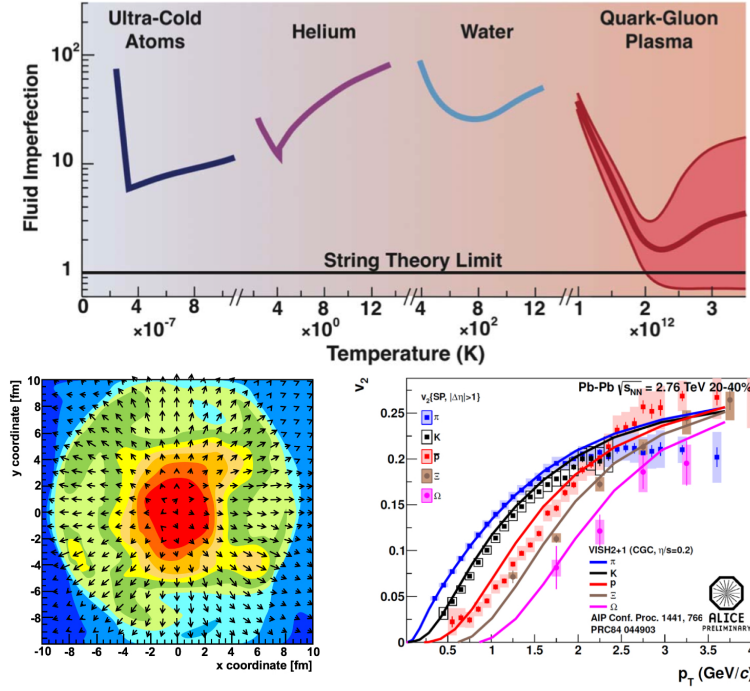 Ultra-Cold
Atoms
Helium
Water
Quark-Gluon
Plasma
Fluid Imperfection
10²
10
1
String Theory Limit
0 4 8
4 8 12
4 8 12
1 2 3
×10⁻⁷
×10⁰
×10²
×10¹²
Temperature (K)
y coordinate [fm]
10
8
6
4
2
0
-2
-4
-6
-8
-10 -8 -6 -4 -2 0 2 4 6 8 10
x coordinate [fm]
v₂
Pb-Pb √sNN = 2.76 TeV 20-40%
v₂{SP, |Δη|>1}
π
K
p̅
Ξ
Ω
0.25
0.2
0.15
0.1
0.05
0
VISH2+1 (CGC, η/s=0.2)
π
K
p
Ξ
Ω
AIP Conf. Proc. 1441, 766
PRC84 044903
ALICE
PRELIMINARY
0 0.5 1.0 1.5 2.0 2.5 3.0 3.5
p_T (GeV/c)